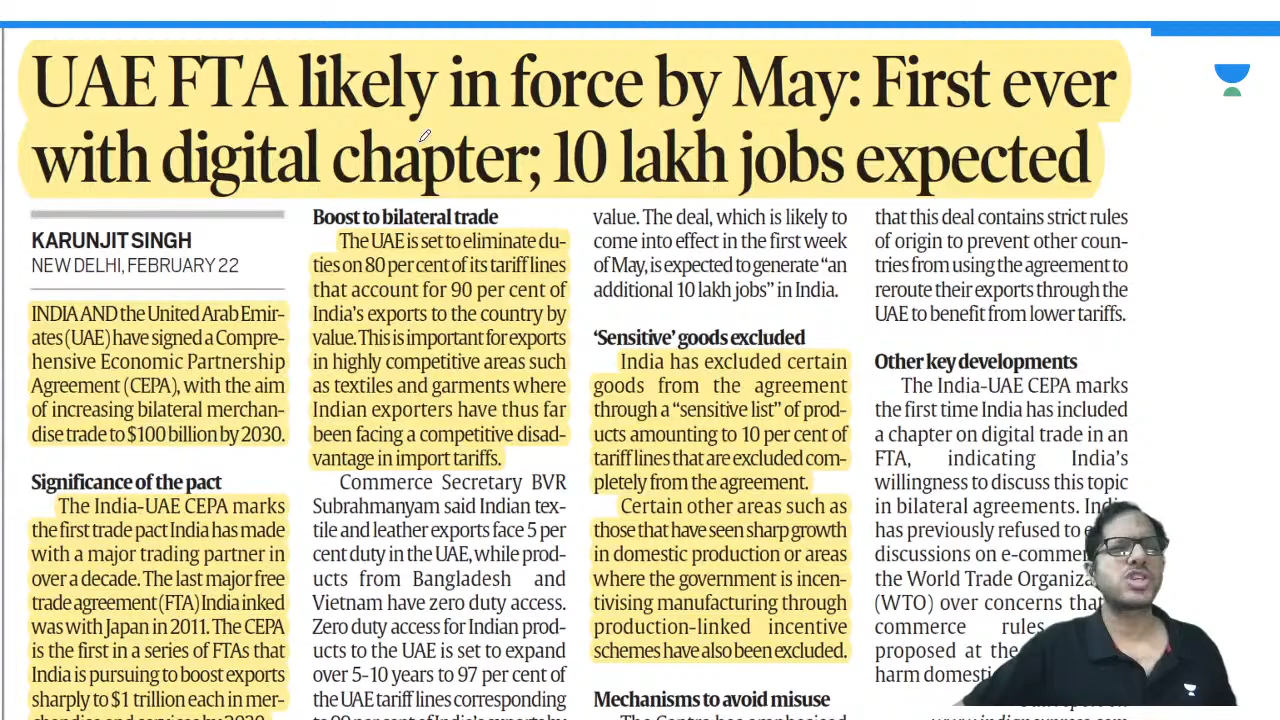 UAE FTA likely in force by May: First ever
with digital chapter; 10 lakh jobs expected
KARUNJIT SINGH
NEW DELHI, FEBRUARY 22
INDIA AND the United Arab Emir-
ates (UAE) have signed a Compre-
hensive Economic Partnership
Agreement (CEPA), with the aim
of increasing bilateral merchan-
dise trade to $100 billion by 2030.
Significance of the pact
The India-UAE CEPA marks
the first trade pact India has made
with a major trading partner in
over a decade. The last major free
trade agreement (FTA) India inked
was with Japan in 2011. The CEPA
is the first in a series of FTAs that
India is pursuing to boost exports
sharply to $1 trillion each in mer-
Boost to bilateral trade
The UAE is set to eliminate du-
ties on 80 per cent of its tariff lines
that account for 90 per cent of
India's exports to the country by
value. This is important for exports
in highly competitive areas such
as textiles and garments where
Indian exporters have thus far
been facing a competitive disad-
vantage in import tariffs.
Commerce Secretary BVR
Subrahmanyam said Indian tex-
tile and leather exports face 5 per
cent duty in the UAE, while prod-
ucts from Bangladesh and
Vietnam have zero duty access.
Zero duty access for Indian prod-
ucts to the UAE is set to expand
over 5-10 years to 97 per cent of
the UAE tariff lines corresponding
value. The deal, which is likely to
come into effect in the first week
of May, is expected to generate “an
additional 10 lakh jobs” in India.
‘Sensitive’ goods excluded
India has excluded certain
goods from the agreement
through a “sensitive list” of prod-
ucts amounting to 10 per cent of
tariff lines that are excluded com-
pletely from the agreement.
Certain other areas such as
those that have seen sharp growth
in domestic production or areas
where the government is incen-
tivising manufacturing through
production-linked incentive
schemes have also been excluded.
Mechanisms to avoid misuse
that this deal contains strict rules
of origin to prevent other coun-
tries from using the agreement to
reroute their exports through the
UAE to benefit from lower tariffs.
Other key developments
The India-UAE CEPA marks
the first time India has included
a chapter on digital trade in an
FTA, indicating India's
willingness to discuss this topic
in bilateral agreements.
has previously refused to
discussions on
the World Trade
(WTO) over concerns
commerce rules
proposed at the
harm